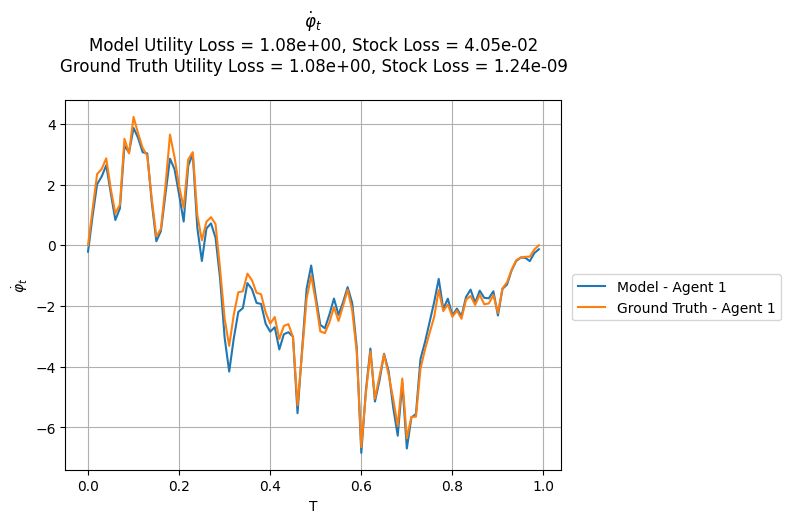 φ̇ₜ
Model Utility Loss = 1.08e+00, Stock Loss = 4.05e-02
Ground Truth Utility Loss = 1.08e+00, Stock Loss = 1.24e-09
4
2
0
−2
−4
−6
φ̇ₜ
0.0 0.2 0.4 0.6 0.8 1.0
T
Model - Agent 1
Ground Truth - Agent 1